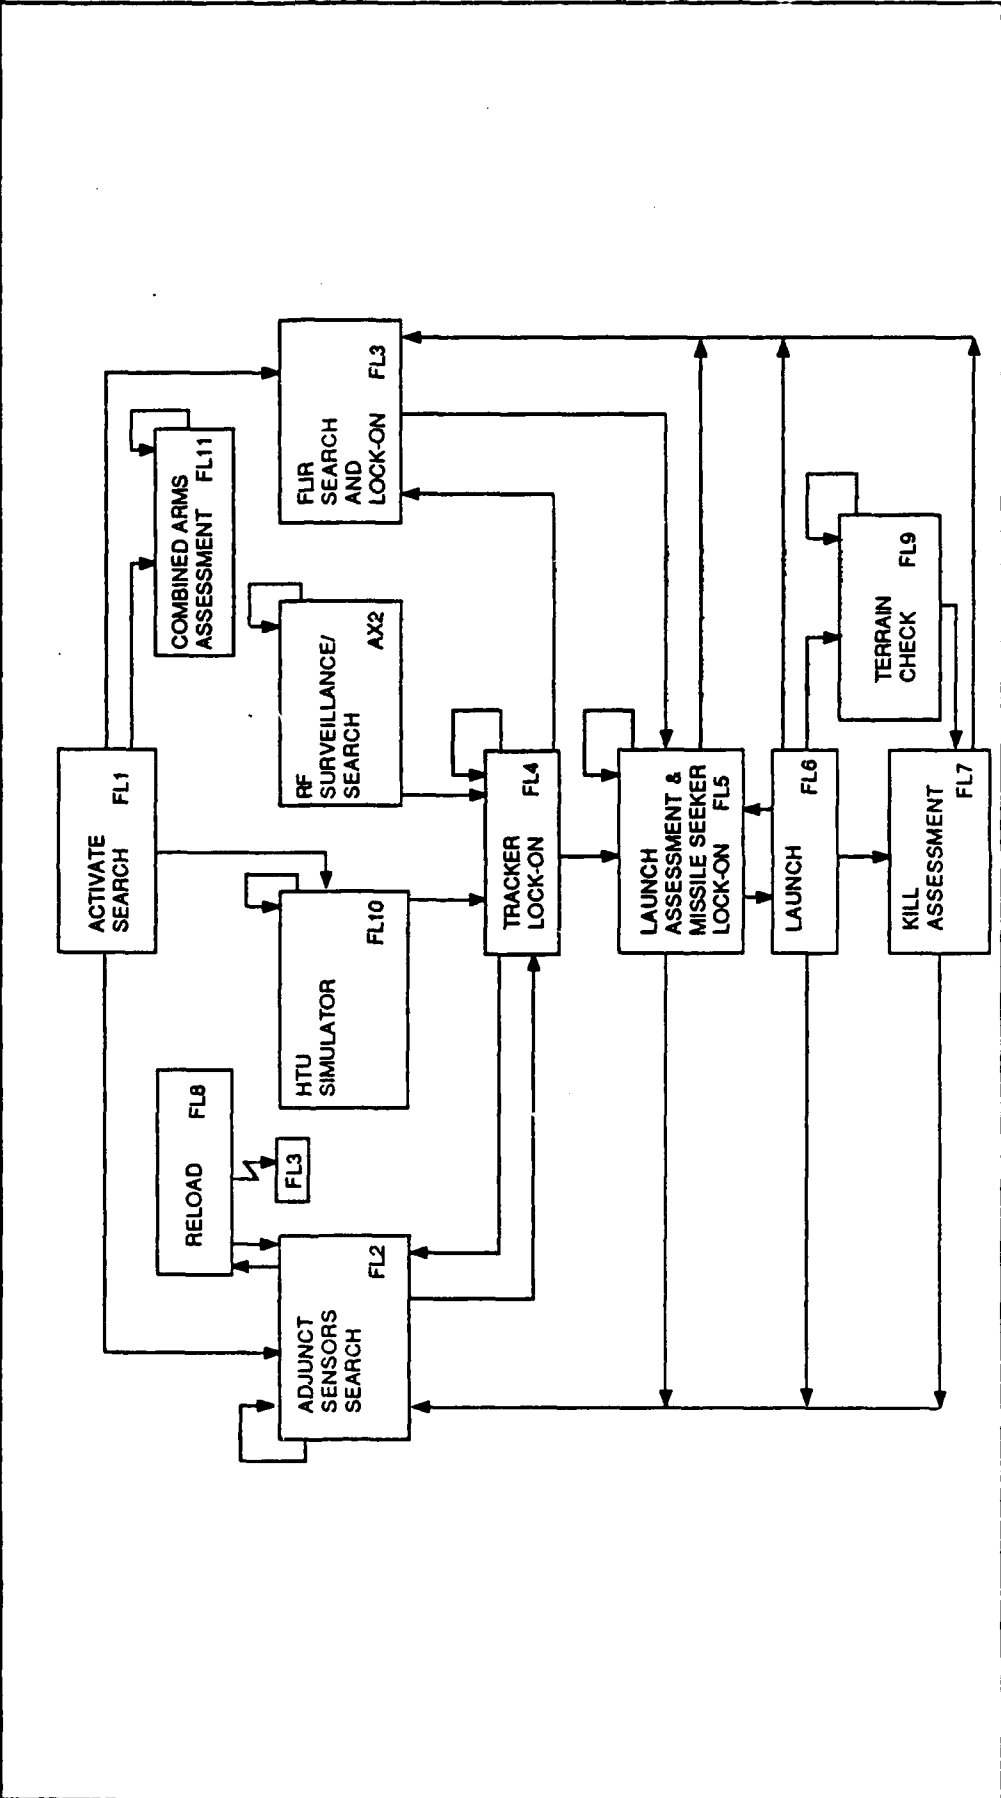 ACTIVATE
SEARCH FL1
COMBINED ARMS
ASSESSMENT FL11
RELOAD FL8
FL3
ADJUNCT
SENSORS
SEARCH
FL2
HTU
SIMULATOR
FL10
RF
SURVEILLANCE/
SEARCH
AX2
FLIR
SEARCH
AND
LOCK-ON
FL3
TRACKER
LOCK-ON FL4
LAUNCH
ASSESSMENT &
MISSILE SEEKER
LOCK-ON FL5
LAUNCH FL6
TERRAIN
CHECK FL9
KILL
ASSESSMENT
FL7